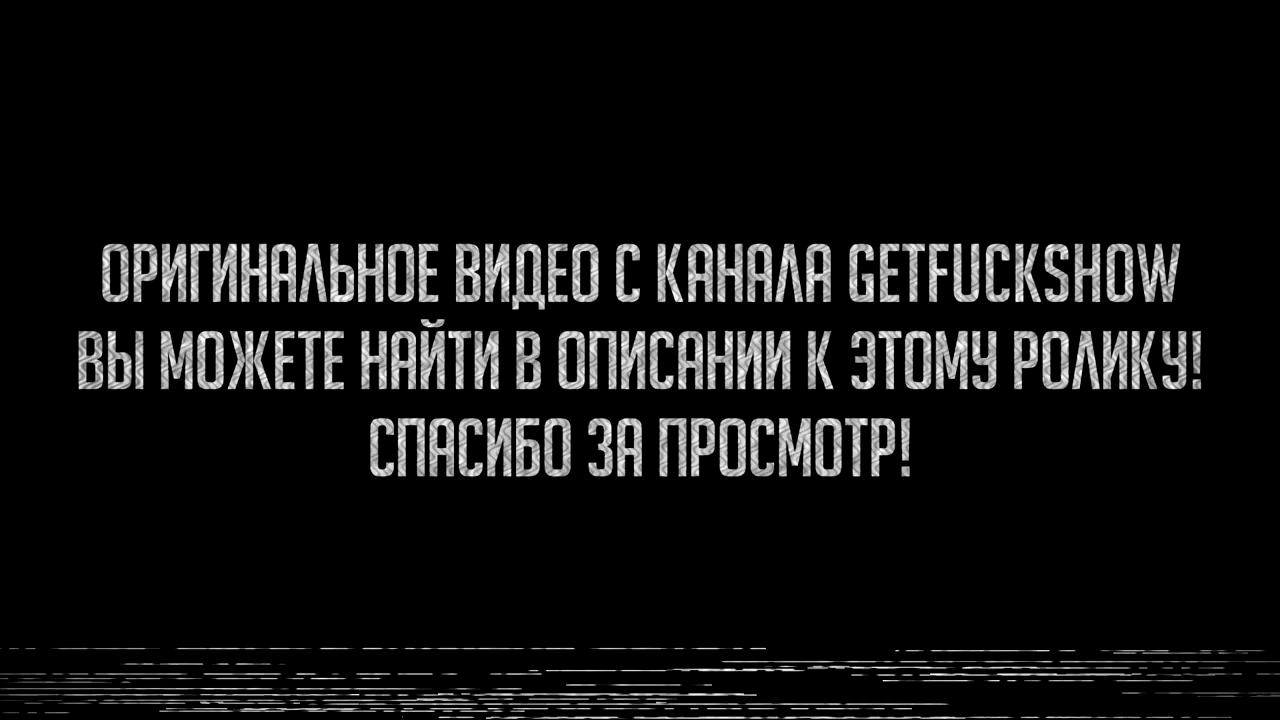 ОРИГИНАЛЬНОЕ ВИДЕО С КАНАЛА GETFUCKSHOW
ВЫ МОЖЕТЕ НАЙТИ В ОПИСАНИИ К ЭТОМУ РОЛИКУ!
СПАСИБО ЗА ПРОСМОТР!